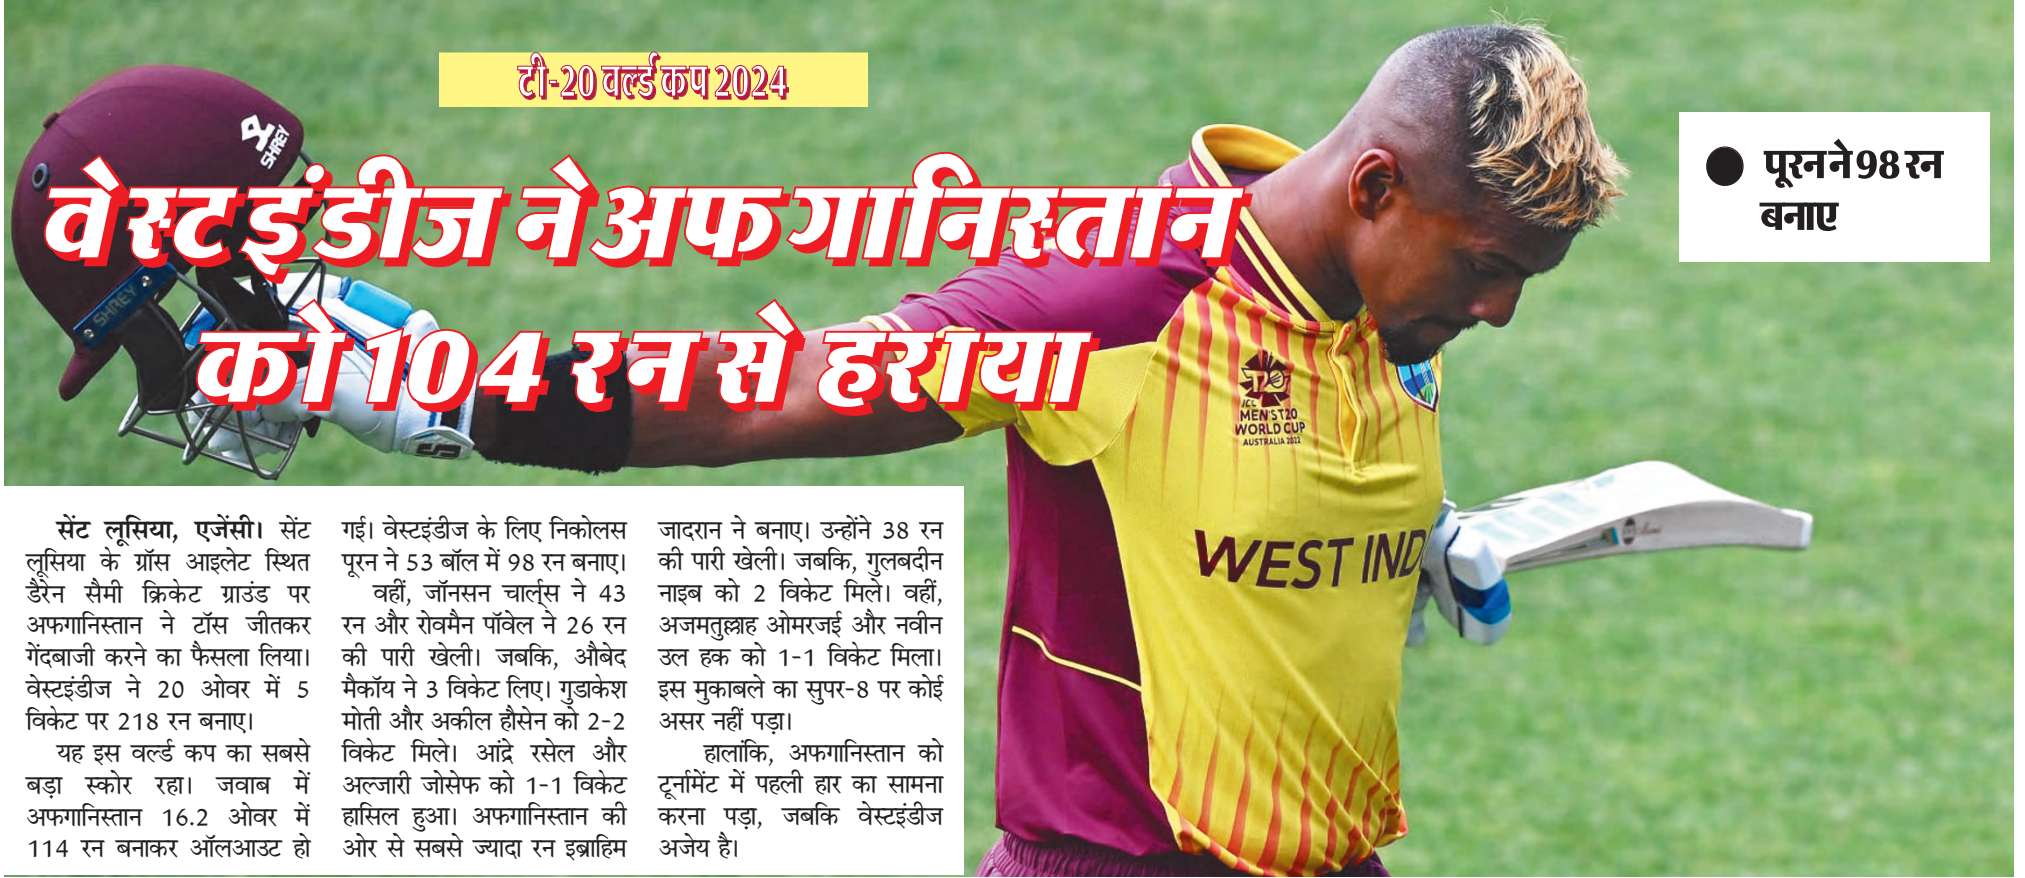 टी-20 वर्ल्ड कप 2024
वेस्टइंडीज ने अफगानिस्तान
को 104 रन से हराया
पूरन ने 98 रन
बनाए
SHREY
SHREY
ICC
MEN'S T20
WORLD CUP
AUSTRALIA 2022
WEST IND
सेंट लूसिया, एजेंसी। सेंट
लूसिया के ग्रॉस आइलेट स्थित
डैरेन सैमी क्रिकेट ग्राउंड पर
अफगानिस्तान ने टॉस जीतकर
गेंदबाजी करने का फैसला लिया।
वेस्टइंडीज ने 20 ओवर में 5
विकेट पर 218 रन बनाए।
यह इस वर्ल्ड कप का सबसे
बड़ा स्कोर रहा। जवाब में
अफगानिस्तान 16.2 ओवर में
114 रन बनाकर ऑलआउट हो
गई। वेस्टइंडीज के लिए निकोलस
पूरन ने 53 बॉल में 98 रन बनाए।
वहीं, जॉनसन चार्ल्स ने 43
रन और रोवमैन पॉवेल ने 26 रन
की पारी खेली। जबकि, औबेद
मैकॉय ने 3 विकेट लिए। गुडाकेश
मोती और अकील हौसेन को 2-2
विकेट मिले। आंद्रे रसेल और
अल्जारी जोसेफ को 1-1 विकेट
हासिल हुआ। अफगानिस्तान की
ओर से सबसे ज्यादा रन इब्राहिम
जादरान ने बनाए। उन्होंने 38 रन
की पारी खेली। जबकि, गुलबदीन
नाइब को 2 विकेट मिले। वहीं,
अजमतुल्लाह ओमरजई और नवीन
उल हक को 1-1 विकेट मिला।
इस मुकाबले का सुपर-8 पर कोई
असर नहीं पड़ा।
हालांकि, अफगानिस्तान को
टूर्नामेंट में पहली हार का सामना
करना पड़ा, जबकि वेस्टइंडीज
अजेय है।